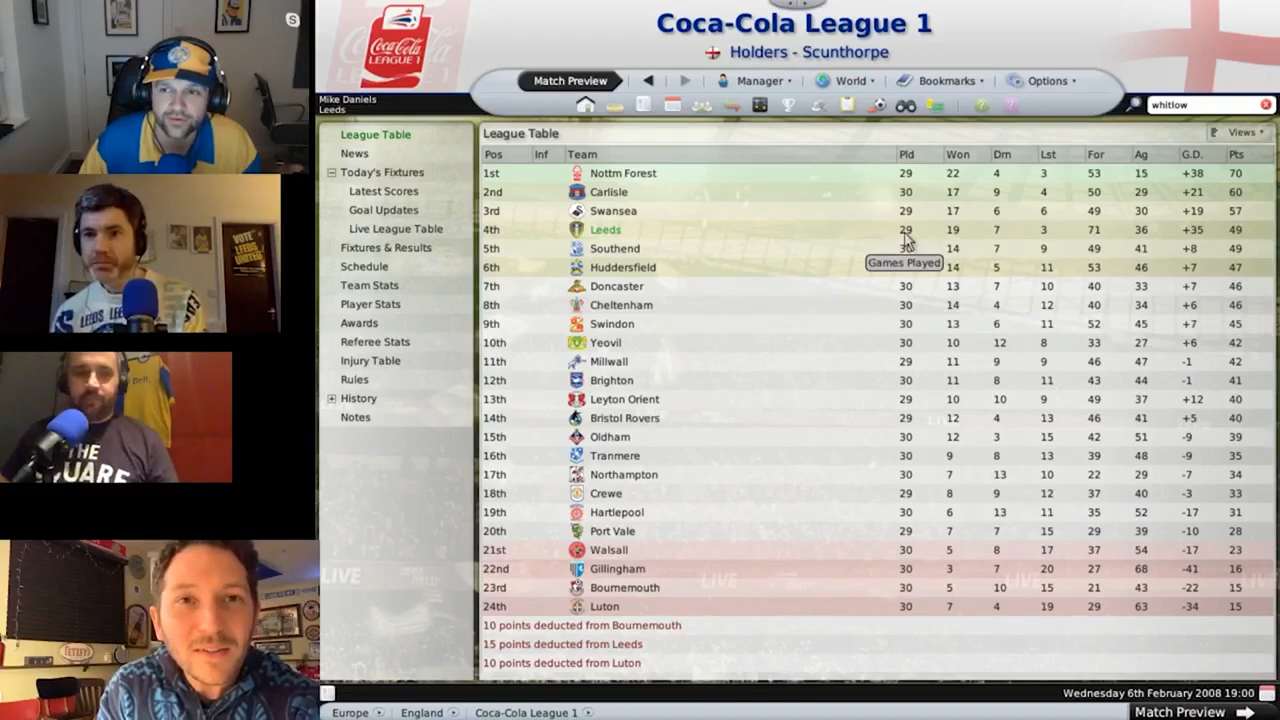 Coca-Cola League 1
Coca-Cola
LEAGUE 1
Holders - Scunthorpe
Match Preview
Manager
World
Bookmarks
Options
Mike Daniels
Leeds
whitlow
League Table
News
Today's Fixtures
Latest Scores
Goal Updates
Live League Table
Fixtures & Results
Schedule
Team Stats
Player Stats
Awards
Referee Stats
Injury Table
Rules
History
Notes
League Table Views
Pos Inf Team Pld Won Drn Lst For Ag G.D. Pts
1st Nottm Forest 29 22 4 3 53 15 +38 70
2nd Carlisle 30 17 9 4 50 29 +21 60
3rd Swansea 29 17 6 6 49 30 +19 57
4th Leeds 29 19 7 3 71 36 +35 49
5th Southend 30 14 7 9 49 41 +8 49
6th Huddersfield 14 5 11 53 46 +7 47
Games Played
7th Doncaster 30 13 7 10 40 33 +7 46
8th Cheltenham 30 14 4 12 40 34 +6 46
9th Swindon 30 13 6 11 52 45 +7 45
10th Yeovil 30 10 12 8 33 27 +6 42
11th Millwall 29 11 9 9 46 47 -1 42
12th Brighton 30 11 8 11 43 44 -1 41
13th Leyton Orient 29 10 10 9 49 37 +12 40
14th Bristol Rovers 29 12 4 13 46 41 +5 40
15th Oldham 30 12 3 15 42 51 -9 39
16th Tranmere 30 9 8 13 39 48 -9 35
17th Northampton 30 7 13 10 22 29 -7 34
18th Crewe 29 8 9 12 37 40 -3 33
19th Hartlepool 30 6 13 11 35 52 -17 31
20th Port Vale 29 7 7 15 29 39 -10 28
21st Walsall 30 5 8 17 37 54 -17 23
22nd Gillingham 30 3 7 20 27 68 -41 16
23rd Bournemouth 30 5 10 15 21 43 -22 15
24th Luton 30 7 4 19 29 63 -34 15
10 points deducted from Bournemouth
15 points deducted from Leeds
10 points deducted from Luton
Wednesday 6th February 2008 19:00
Europe England Coca-Cola League 1
Match Preview
VOTE
LEEDS
UNITED
LEEDS
THE
SQUARE
TETLEY'S
LIVE